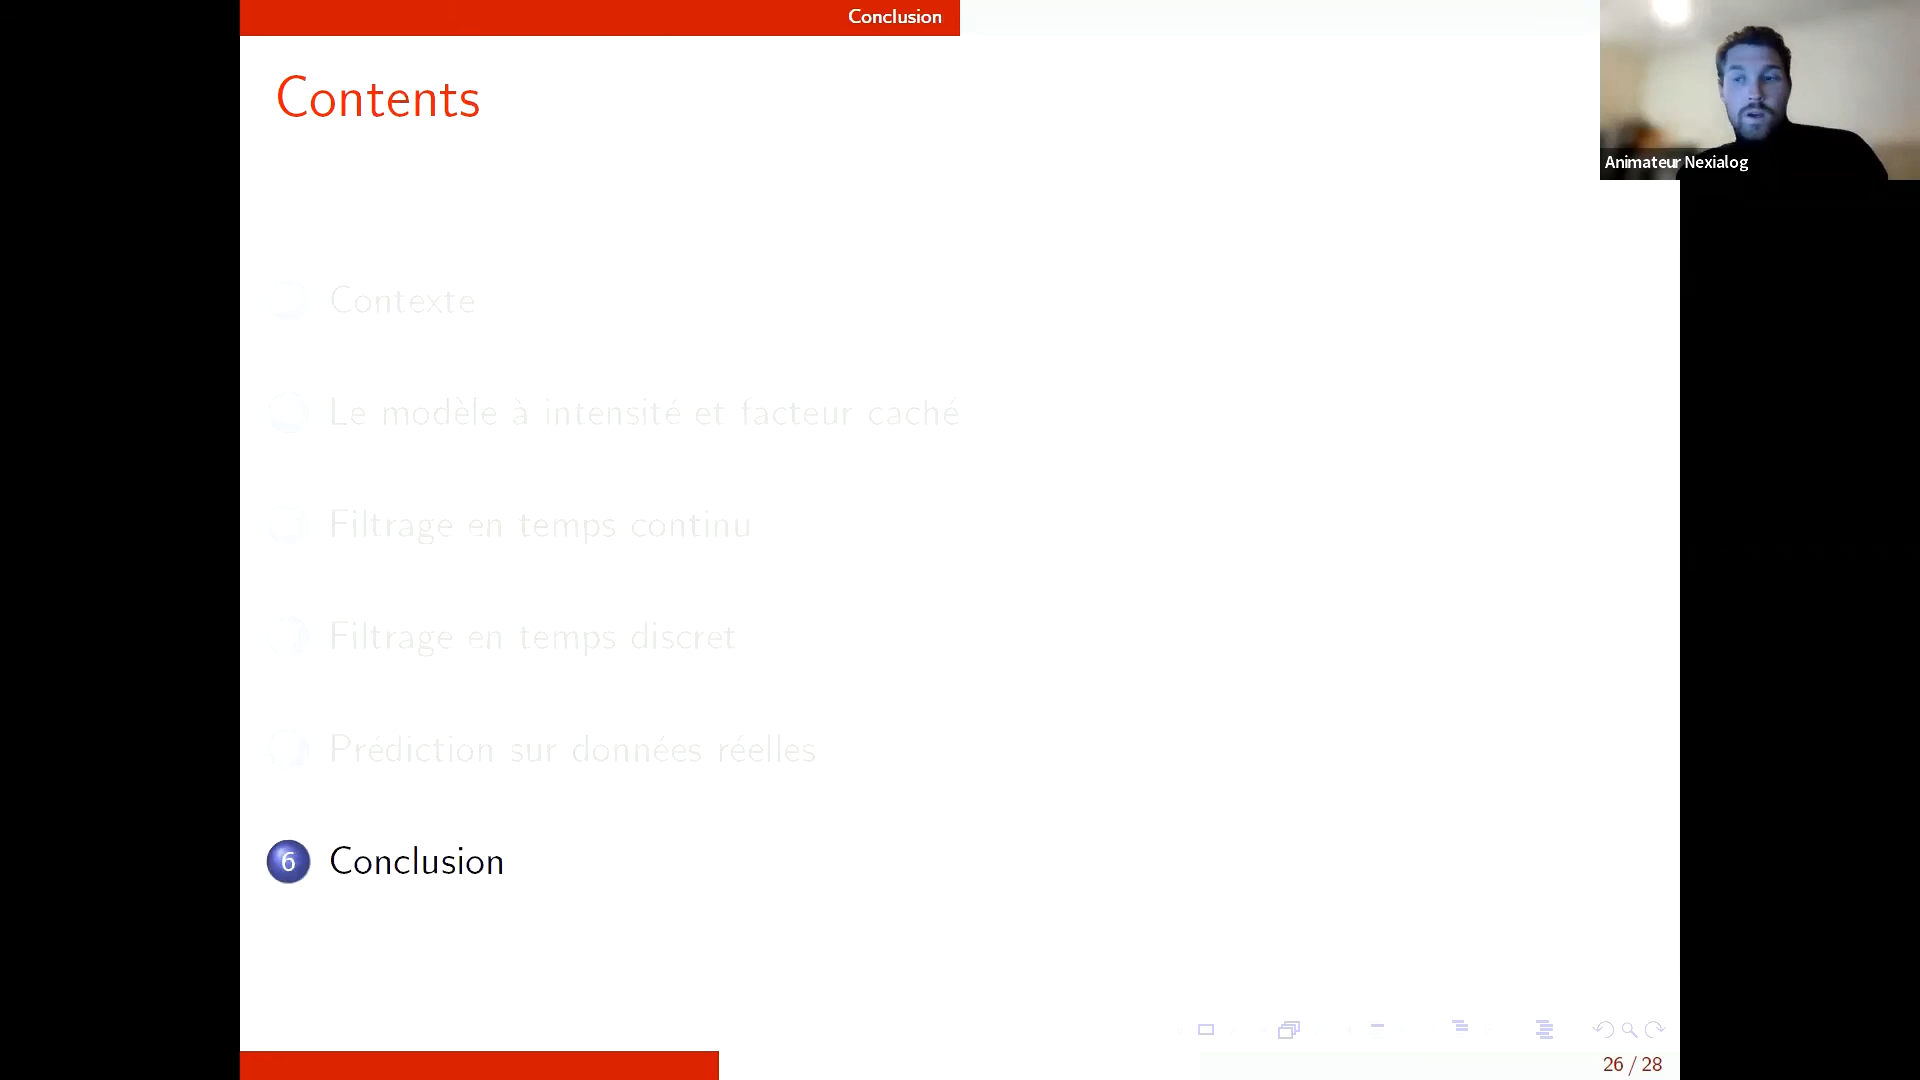 Conclusion
Contents
Animateur Nexialog
Contexte
Le modèle à intensité et facteur caché
Filtrage en temps continu
Filtrage en temps discret
Prédiction sur données réelles
6 Conclusion
26 / 28